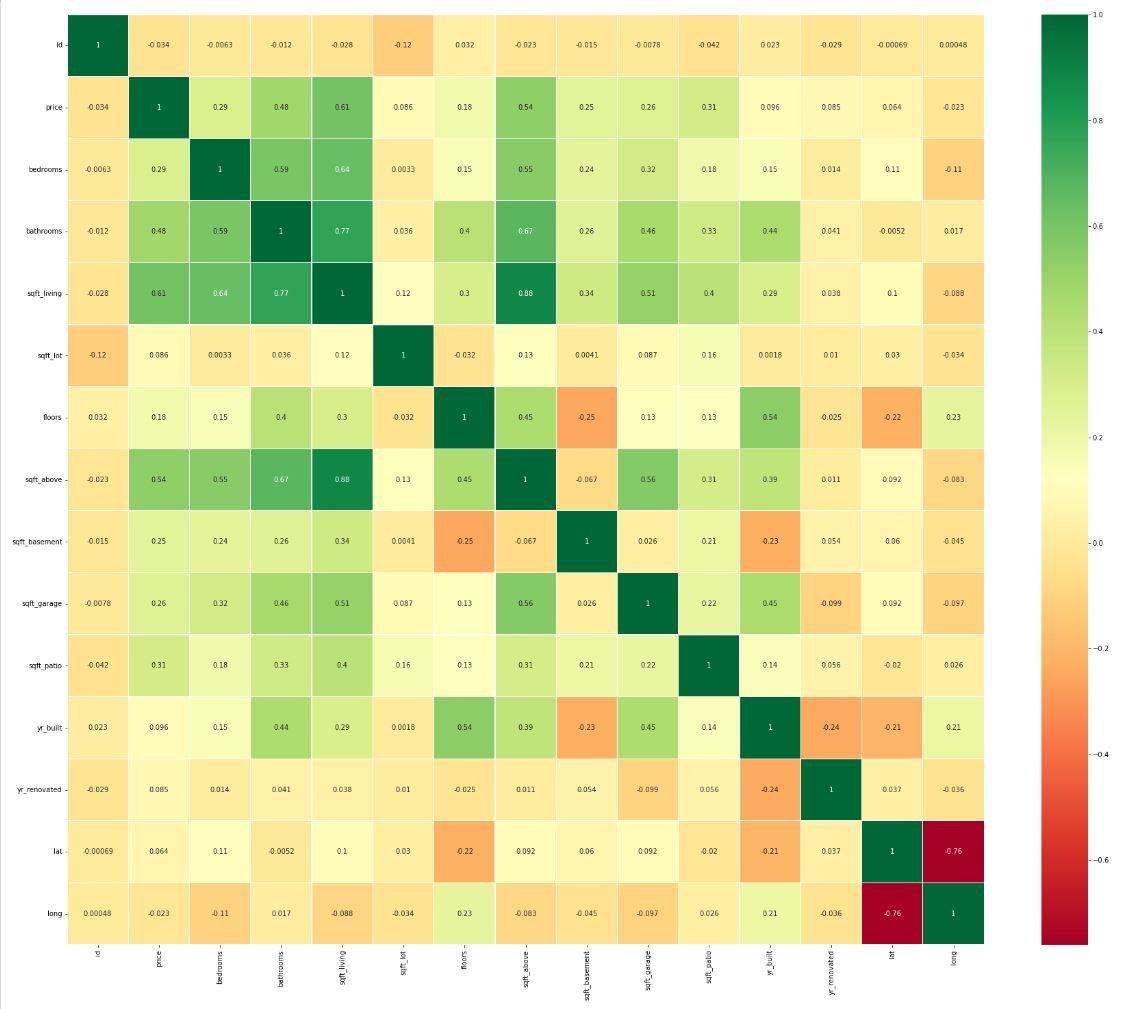 id 1 -0.034 -0.0063 -0.012 -0.028 -0.12 0.032 -0.023 -0.015 -0.0078 -0.042 0.023 -0.029 -0.00069 0.00048
price -0.034 1 0.29 0.48 0.61 0.086 0.18 0.54 0.25 0.26 0.31 0.096 0.085 0.064 -0.023
bedrooms -0.0063 0.29 1 0.59 0.64 0.0033 0.15 0.55 0.24 0.32 0.18 0.15 0.014 0.11 -0.11
bathrooms -0.012 0.48 0.59 1 0.77 0.036 0.4 0.67 0.26 0.46 0.33 0.44 0.041 -0.0052 0.017
sqft_living -0.028 0.61 0.64 0.77 1 0.12 0.3 0.88 0.34 0.51 0.4 0.29 0.038 0.1 -0.088
sqft_lot -0.12 0.086 0.0033 0.036 0.12 1 -0.032 0.13 0.0041 0.087 0.16 0.0018 0.01 0.03 -0.034
floors 0.032 0.18 0.15 0.4 0.3 -0.032 1 0.45 -0.25 0.13 0.13 0.54 -0.025 -0.22 0.23
sqft_above -0.023 0.54 0.55 0.67 0.88 0.13 0.45 1 -0.067 0.56 0.31 0.39 0.011 0.092 -0.083
sqft_basement -0.015 0.25 0.24 0.26 0.34 0.0041 -0.25 -0.067 1 0.026 0.21 -0.23 0.054 0.06 -0.045
sqft_garage -0.0078 0.26 0.32 0.46 0.51 0.087 0.13 0.56 0.026 1 0.22 0.45 -0.099 0.092 -0.097
sqft_patio -0.042 0.31 0.18 0.33 0.4 0.16 0.13 0.31 0.21 0.22 1 0.14 0.056 -0.02 0.026
yr_built 0.023 0.096 0.15 0.44 0.29 0.0018 0.54 0.39 -0.23 0.45 0.14 1 -0.24 -0.21 0.21
yr_renovated -0.029 0.085 0.014 0.041 0.038 0.01 -0.025 0.011 0.054 -0.099 0.056 -0.24 1 0.037 -0.036
lat -0.00069 0.064 0.11 -0.0052 0.1 0.03 -0.22 0.092 0.06 0.092 -0.02 -0.21 0.037 1 -0.76
long 0.00048 -0.023 -0.11 0.017 -0.088 -0.034 0.23 -0.083 -0.045 -0.097 0.026 0.21 -0.036 -0.76 1
id price bedrooms bathrooms sqft_living sqft_lot floors sqft_above sqft_basement sqft_garage sqft_patio yr_built yr_renovated lat long
1.0
0.8
0.6
0.4
0.2
0.0
−0.2
−0.4
−0.6